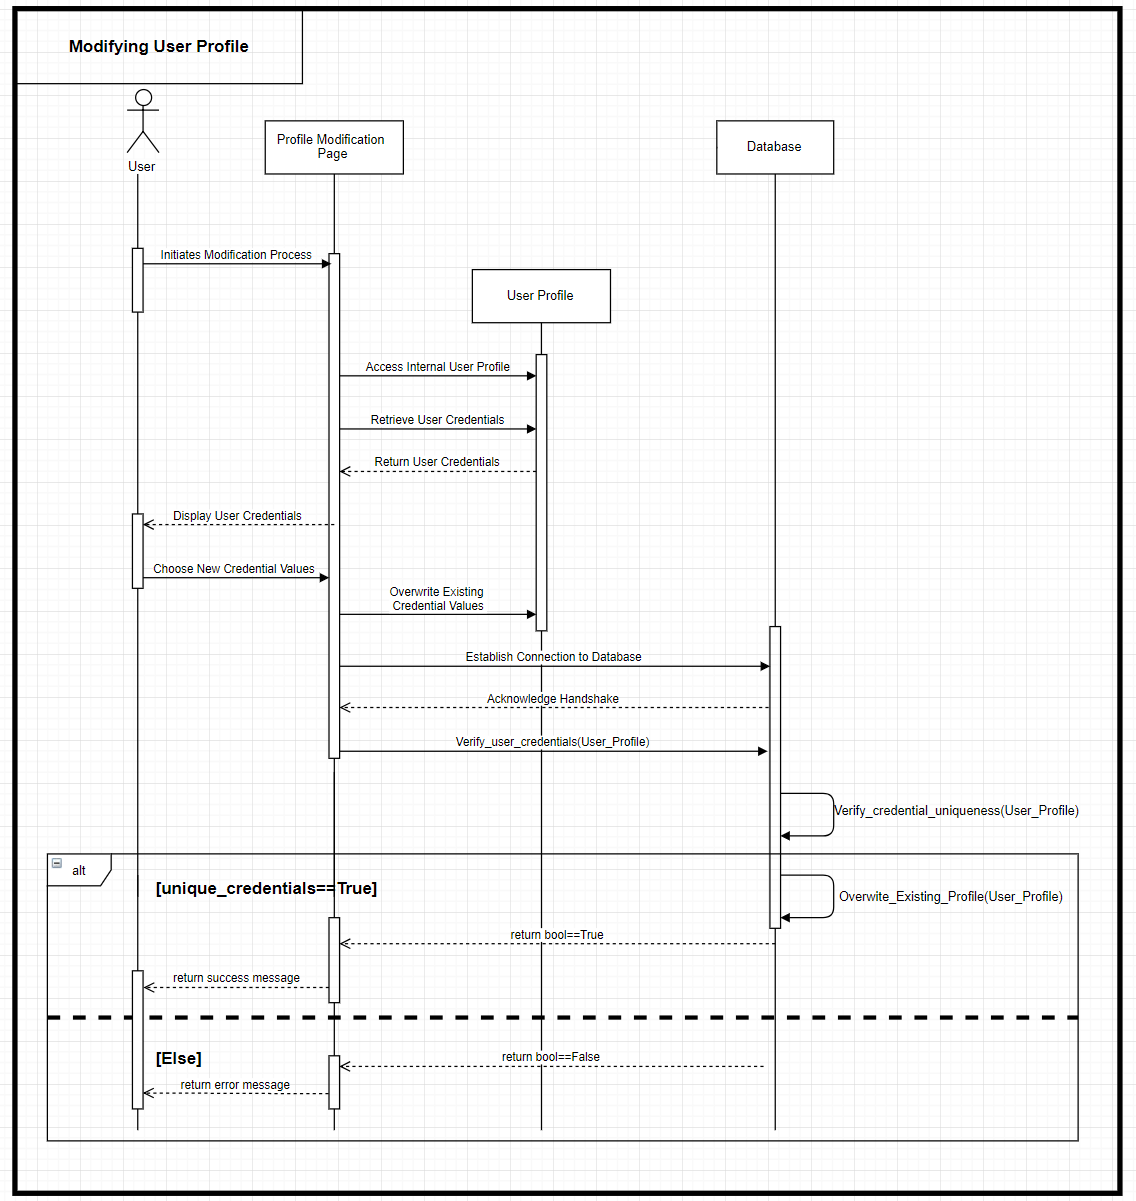 Modifying User Profile
User
Profile Modification
Page
Database
Initiates Modification Process
User Profile
Access Internal User Profile
Retrieve User Credentials
Return User Credentials
Display User Credentials
Choose New Credential Values
Overwrite Existing
Credential Values
Establish Connection to Database
Acknowledge Handshake
Verify_user_credentials(User_Profile)
Verify_credential_uniqueness(User_Profile)
alt
[unique_credentials==True]
Overwite_Existing_Profile(User_Profile)
return bool==True
return success message
[Else]
return bool==False
return error message